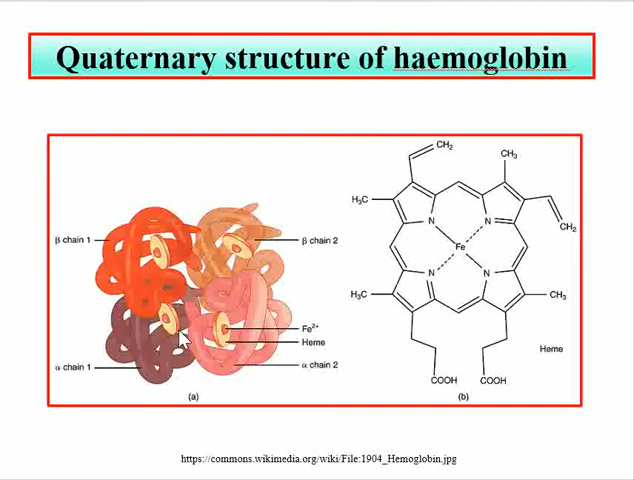 Quaternary structure of haemoglobin
β chain 1
β chain 2
Fe2+
Heme
α chain 1
α chain 2
(a)
CH2
CH3
H3C
CH2
N
N
Fe
N
N
H3C
CH3
COOH
COOH
Heme
(b)
https://commons.wikimedia.org/wiki/File:1904_Hemoglobin.jpg